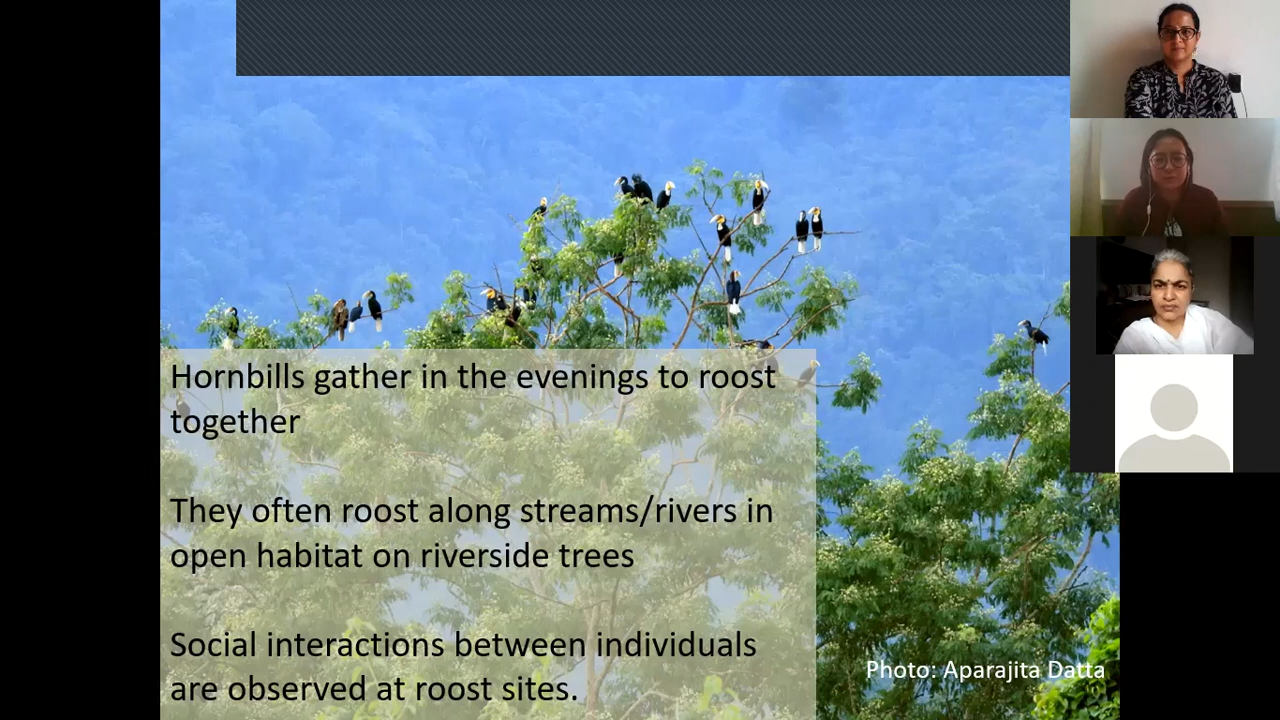 Hornbills gather in the evenings to roost
together
They often roost along streams/rivers in
open habitat on riverside trees
Social interactions between individuals
are observed at roost sites.
Photo: Aparajita Datta